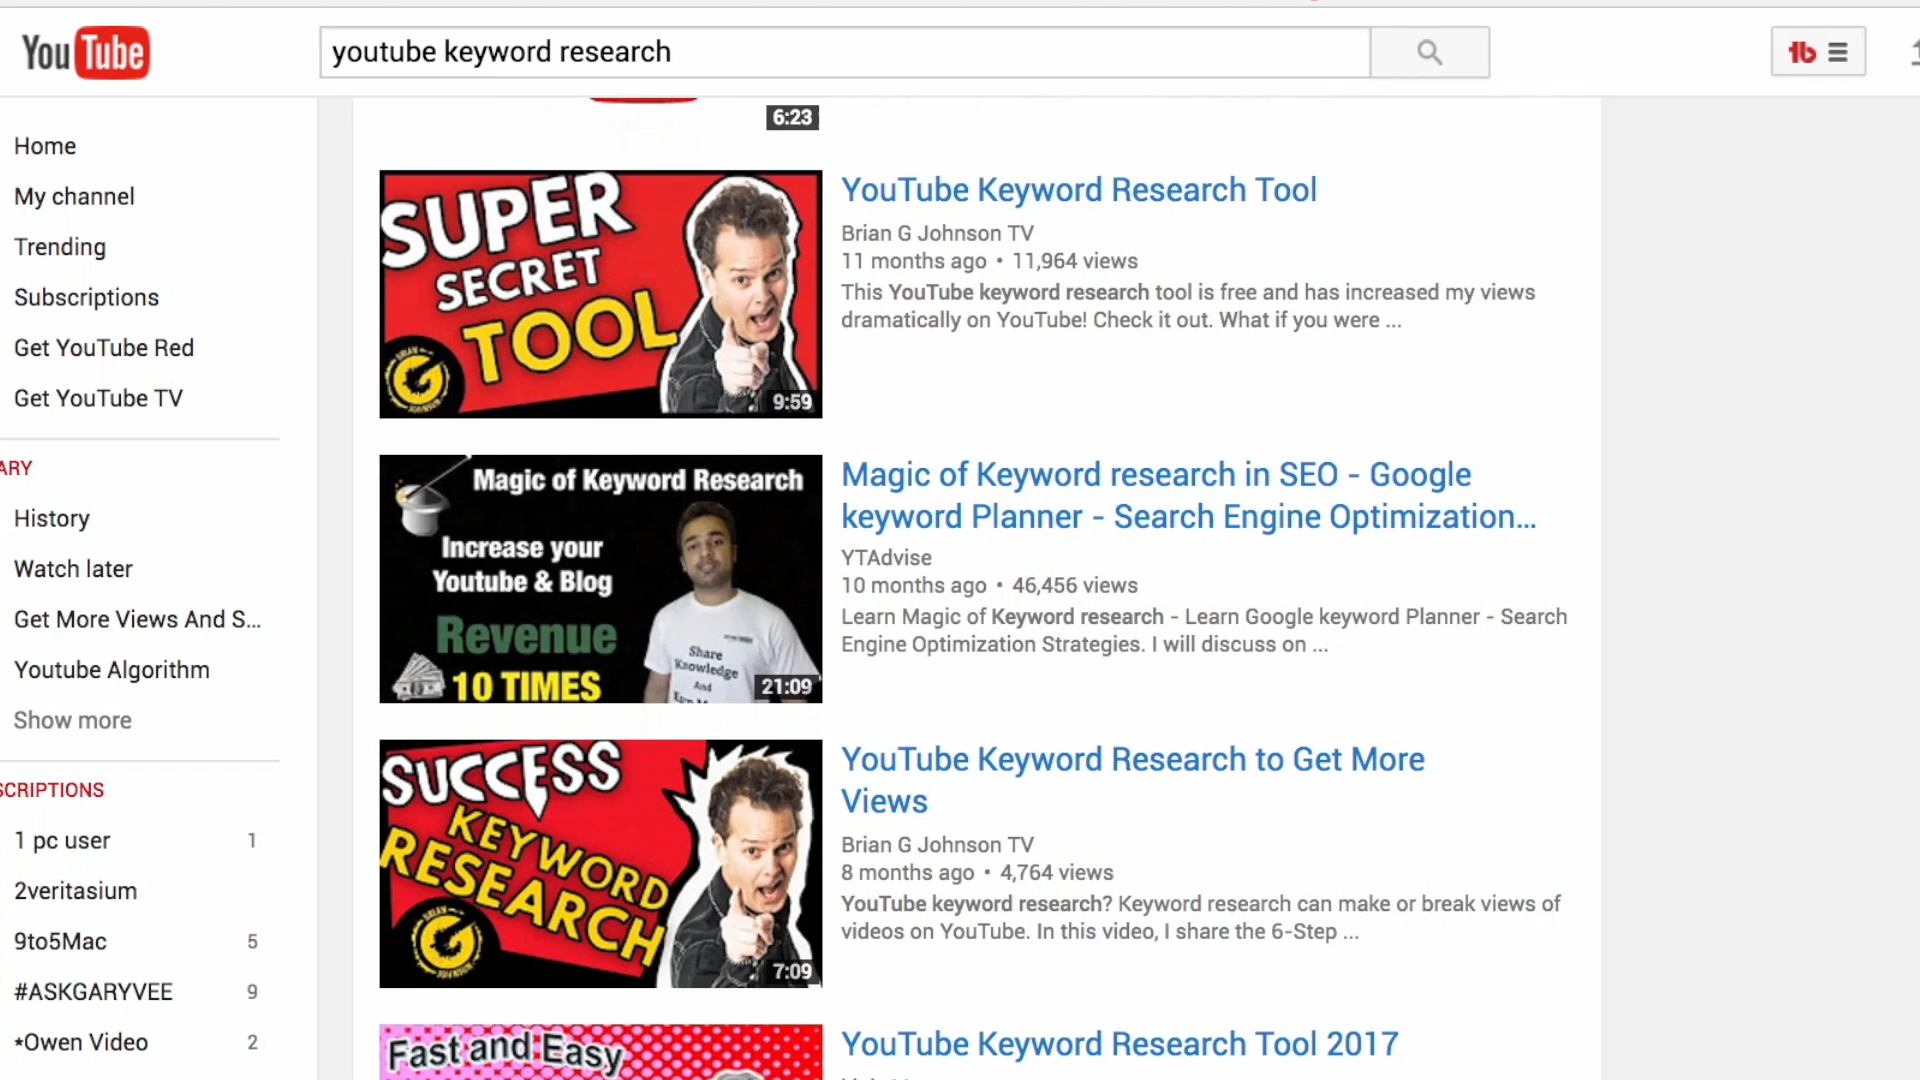 YouTube
youtube keyword research
Home
My channel
Trending
Subscriptions
Get YouTube Red
Get YouTube TV
ARY
History
Watch later
Get More Views And S...
Youtube Algorithm
Show more
SCRIPTIONS
1 pc user 1
2veritasium
9to5Mac 5
#ASKGARYVEE 9
•Owen Video 2
6:23
SUPER
SECRET
TOOL
9:59
YouTube Keyword Research Tool
Brian G Johnson TV
11 months ago • 11,964 views
This YouTube keyword research tool is free and has increased my views
dramatically on YouTube! Check it out. What if you were ...
Magic of Keyword Research
Increase your
Youtube & Blog
Revenue
10 TIMES
Share
Knowledge
And
21:09
Magic of Keyword research in SEO - Google
keyword Planner - Search Engine Optimization...
YTAdvise
10 months ago • 46,456 views
Learn Magic of Keyword research - Learn Google keyword Planner - Search
Engine Optimization Strategies. I will discuss on ...
SUCCESS
KEYWORD
RESEARCH
7:09
YouTube Keyword Research to Get More
Views
Brian G Johnson TV
8 months ago • 4,764 views
YouTube keyword research? Keyword research can make or break views of
videos on YouTube. In this video, I share the 6-Step ...
Fast and Easy
YouTube Keyword Research Tool 2017